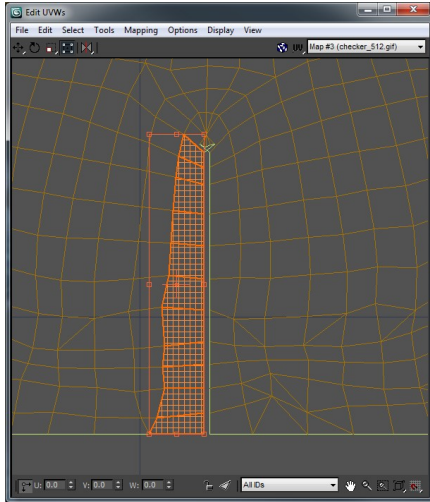 Edit UVWs
File Edit Select Tools Mapping Options Display View
UV Map #3 (checker_512.gif)
U: 0.0 V: 0.0 W: 0.0 All IDs